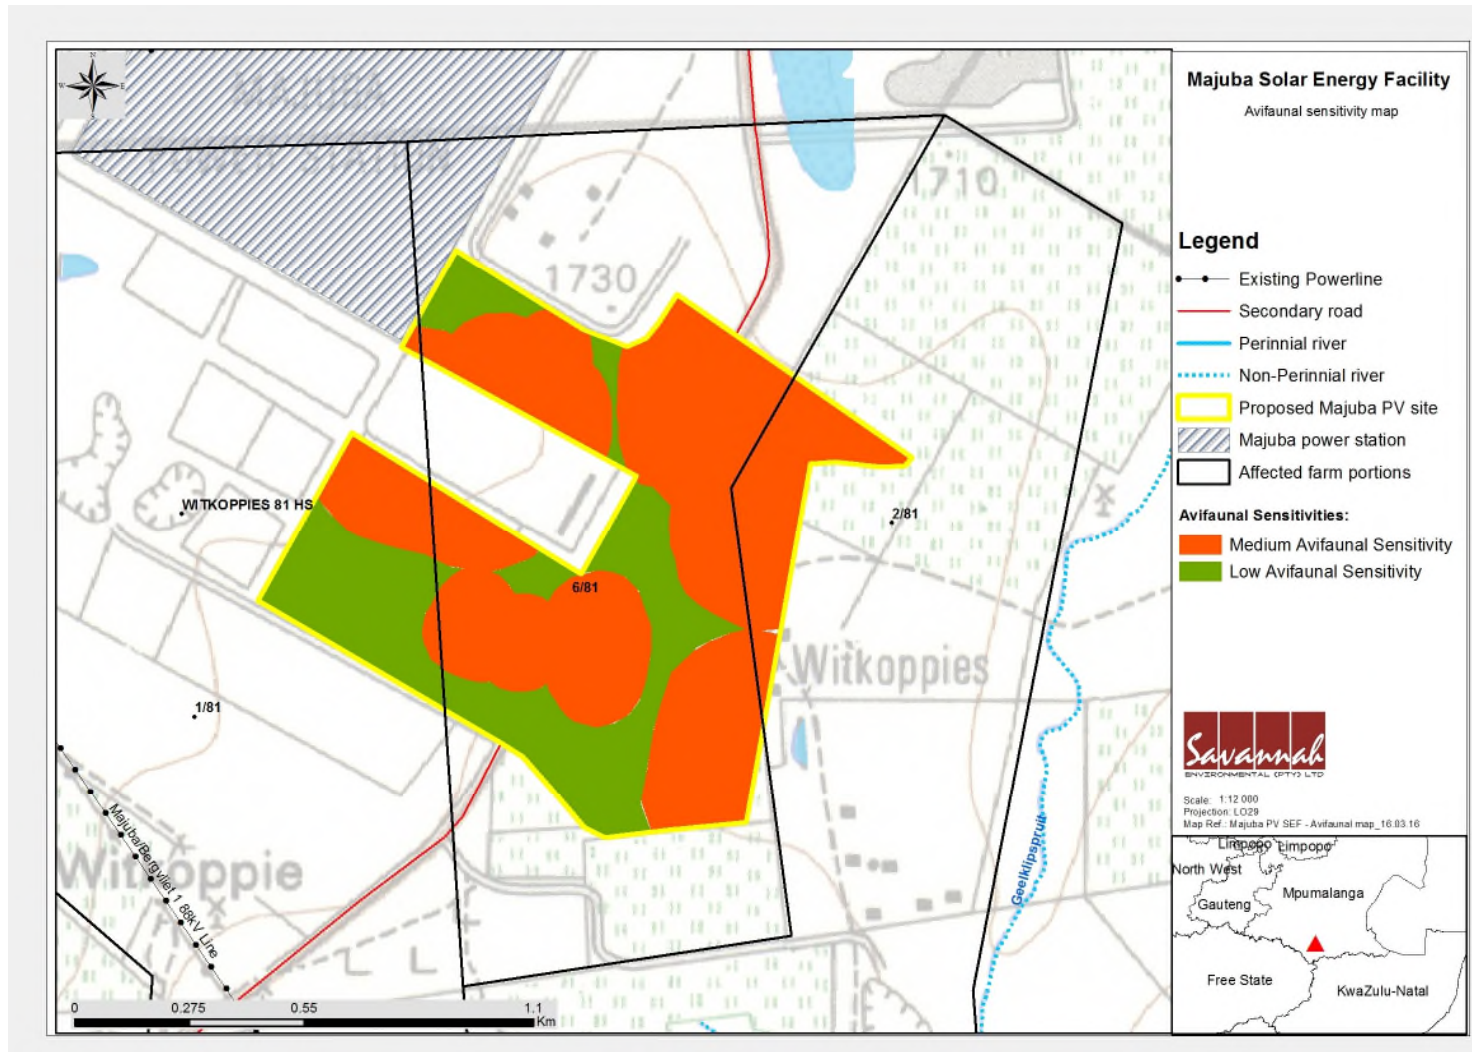 Majuba Solar Energy Facility
Avifaunal sensitivity map
N
W
E
S
MAJUBA
POWER STATION
1710
1730
WITKOPPIES 81 HS
2/81
6/81
Witkoppies
1/81
Majuba/Bergvliet 1 88kV Line
Witkoppie
Geelklipspruit
0
0.275
0.55
1.1
Km
Legend
Existing Powerline
Secondary road
Perinnial river
Non-Perinnial river
Proposed Majuba PV site
Majuba power station
Affected farm portions
Avifaunal Sensitivities:
Medium Avifaunal Sensitivity
Low Avifaunal Sensitivity
Savannah
ENVIRONMENTAL (PTY) LTD
Scale: 1:12 000
Projection: LO29
Map Ref.: Majuba PV SEF - Avifaunal map_16.03.16
Limpopo
Limpopo
North West
Mpumalanga
Gauteng
Free State
KwaZulu-Natal